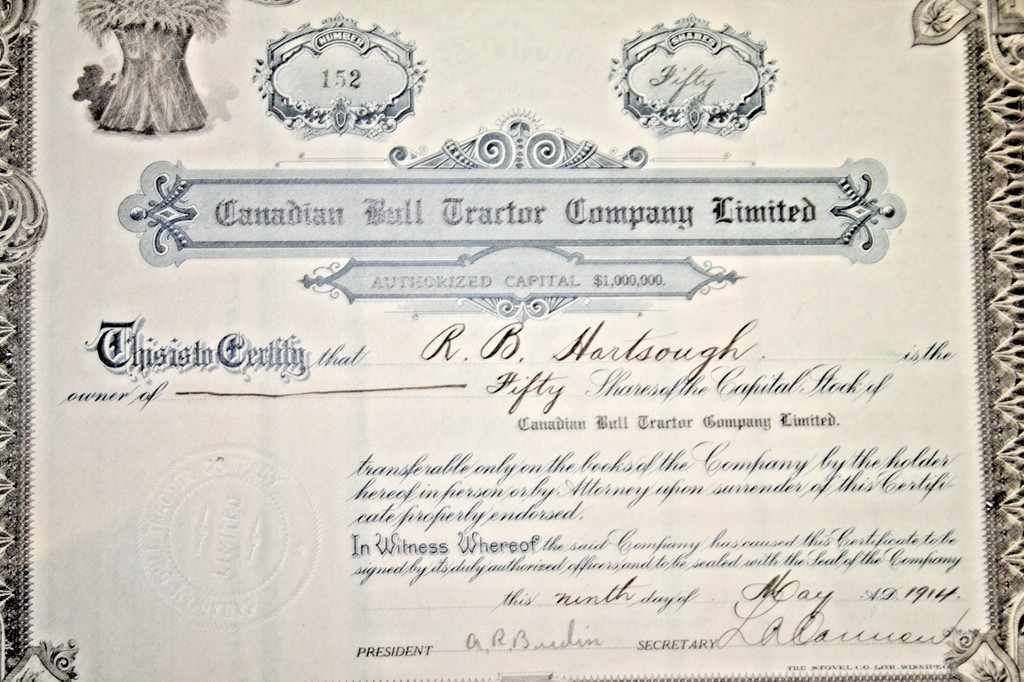 NUMBER
152
SHARES
Fifty
Canadian Bull Tractor Company Limited
AUTHORIZED CAPITAL $1,000,000.
This is to Certify that R. B. Hartsough. is the
owner of Fifty Shares of the Capital Stock of
Canadian Bull Tractor Company Limited.
transferable only on the books of the Company by the holder
hereof in person or by Attorney upon surrender of this Certifi
cate properly endorsed.
In Witness Whereof the said Company has caused this Certificate to be
signed by its duly authorized officers and to be sealed with the Seal of the Company
this ninth day of May A.D. 1914.
PRESIDENT A. R. SECRETARY
THE STOVEL CO. LITH. WINNIPEG
LIMITED